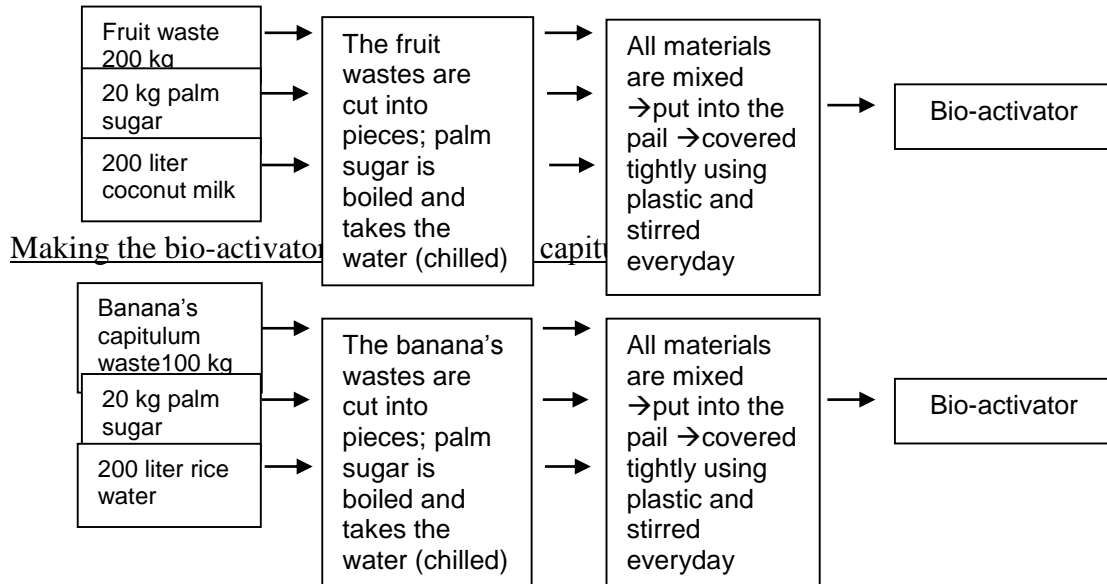 Fruit waste
200 kg
20 kg palm
sugar
200 liter
coconut milk
The fruit
wastes are
cut into
pieces; palm
sugar is
boiled and
takes the
water (chilled)
All materials
are mixed
→put into the
pail →covered
tightly using
plastic and
stirred
everyday
Bio-activator
Making the bio-activator
Banana’s
capitulum
waste100 kg
20 kg palm
sugar
200 liter rice
water
The banana’s
wastes are
cut into
pieces; palm
sugar is
boiled and
takes the
water (chilled)
All materials
are mixed
→put into the
pail →covered
tightly using
plastic and
stirred
everyday
Bio-activator